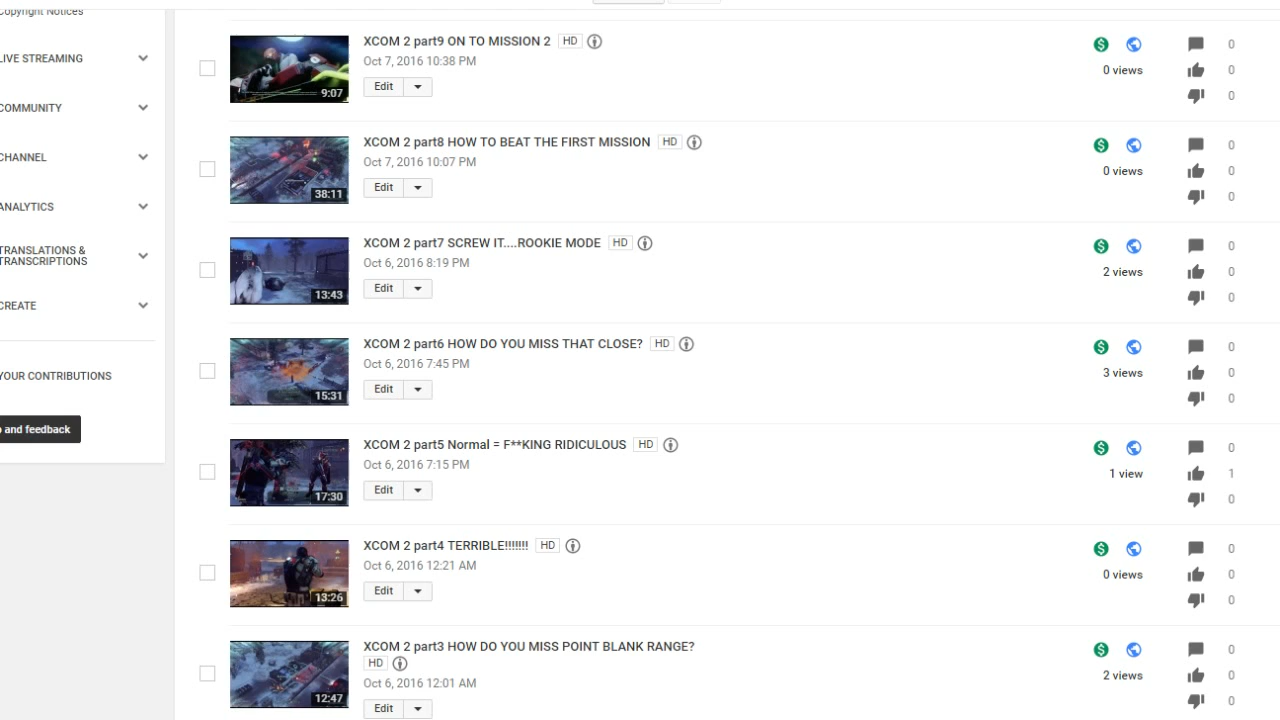 Copyright Notices
LIVE STREAMING
COMMUNITY
CHANNEL
ANALYTICS
TRANSLATIONS &
TRANSCRIPTIONS
CREATE
YOUR CONTRIBUTIONS
and feedback
XCOM 2 part9 ON TO MISSION 2 HD
Oct 7, 2016 10:38 PM
Edit
9:07
0 views
0
0
0
XCOM 2 part8 HOW TO BEAT THE FIRST MISSION HD
Oct 7, 2016 10:07 PM
Edit
38:11
0 views
0
0
0
XCOM 2 part7 SCREW IT....ROOKIE MODE HD
Oct 6, 2016 8:19 PM
Edit
13:43
2 views
0
0
0
XCOM 2 part6 HOW DO YOU MISS THAT CLOSE? HD
Oct 6, 2016 7:45 PM
Edit
15:31
3 views
0
0
0
XCOM 2 part5 Normal = F**KING RIDICULOUS HD
Oct 6, 2016 7:15 PM
Edit
17:30
1 view
0
1
0
XCOM 2 part4 TERRIBLE!!!!!!! HD
Oct 6, 2016 12:21 AM
Edit
13:26
0 views
0
0
0
XCOM 2 part3 HOW DO YOU MISS POINT BLANK RANGE?
HD
Oct 6, 2016 12:01 AM
Edit
12:47
2 views
0
0
0